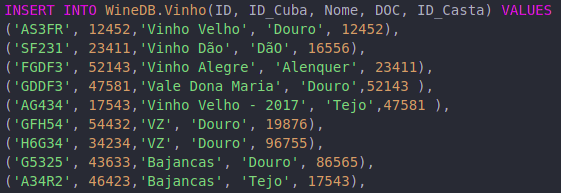 INSERT INTO WineDB.Vinho(ID, ID_Cuba, Nome, DOC, ID_Casta) VALUES
('AS3FR', 12452,'Vinho Velho', 'Douro', 12452),
('SF231', 23411,'Vinho Dão', 'DãO', 16556),
('FGDF3', 52143,'Vinho Alegre', 'Alenquer', 23411),
('GDDF3', 47581,'Vale Dona Maria', 'Douro',52143 ),
('AG434', 17543,'Vinho Velho - 2017', 'Tejo',47581 ),
('GFH54', 54432,'VZ', 'Douro', 19876),
('H6G34', 34234,'VZ', 'Douro', 96755),
('G5325', 43633,'Bajancas', 'Douro', 86565),
('A34R2', 46423,'Bajancas', 'Tejo', 17543),